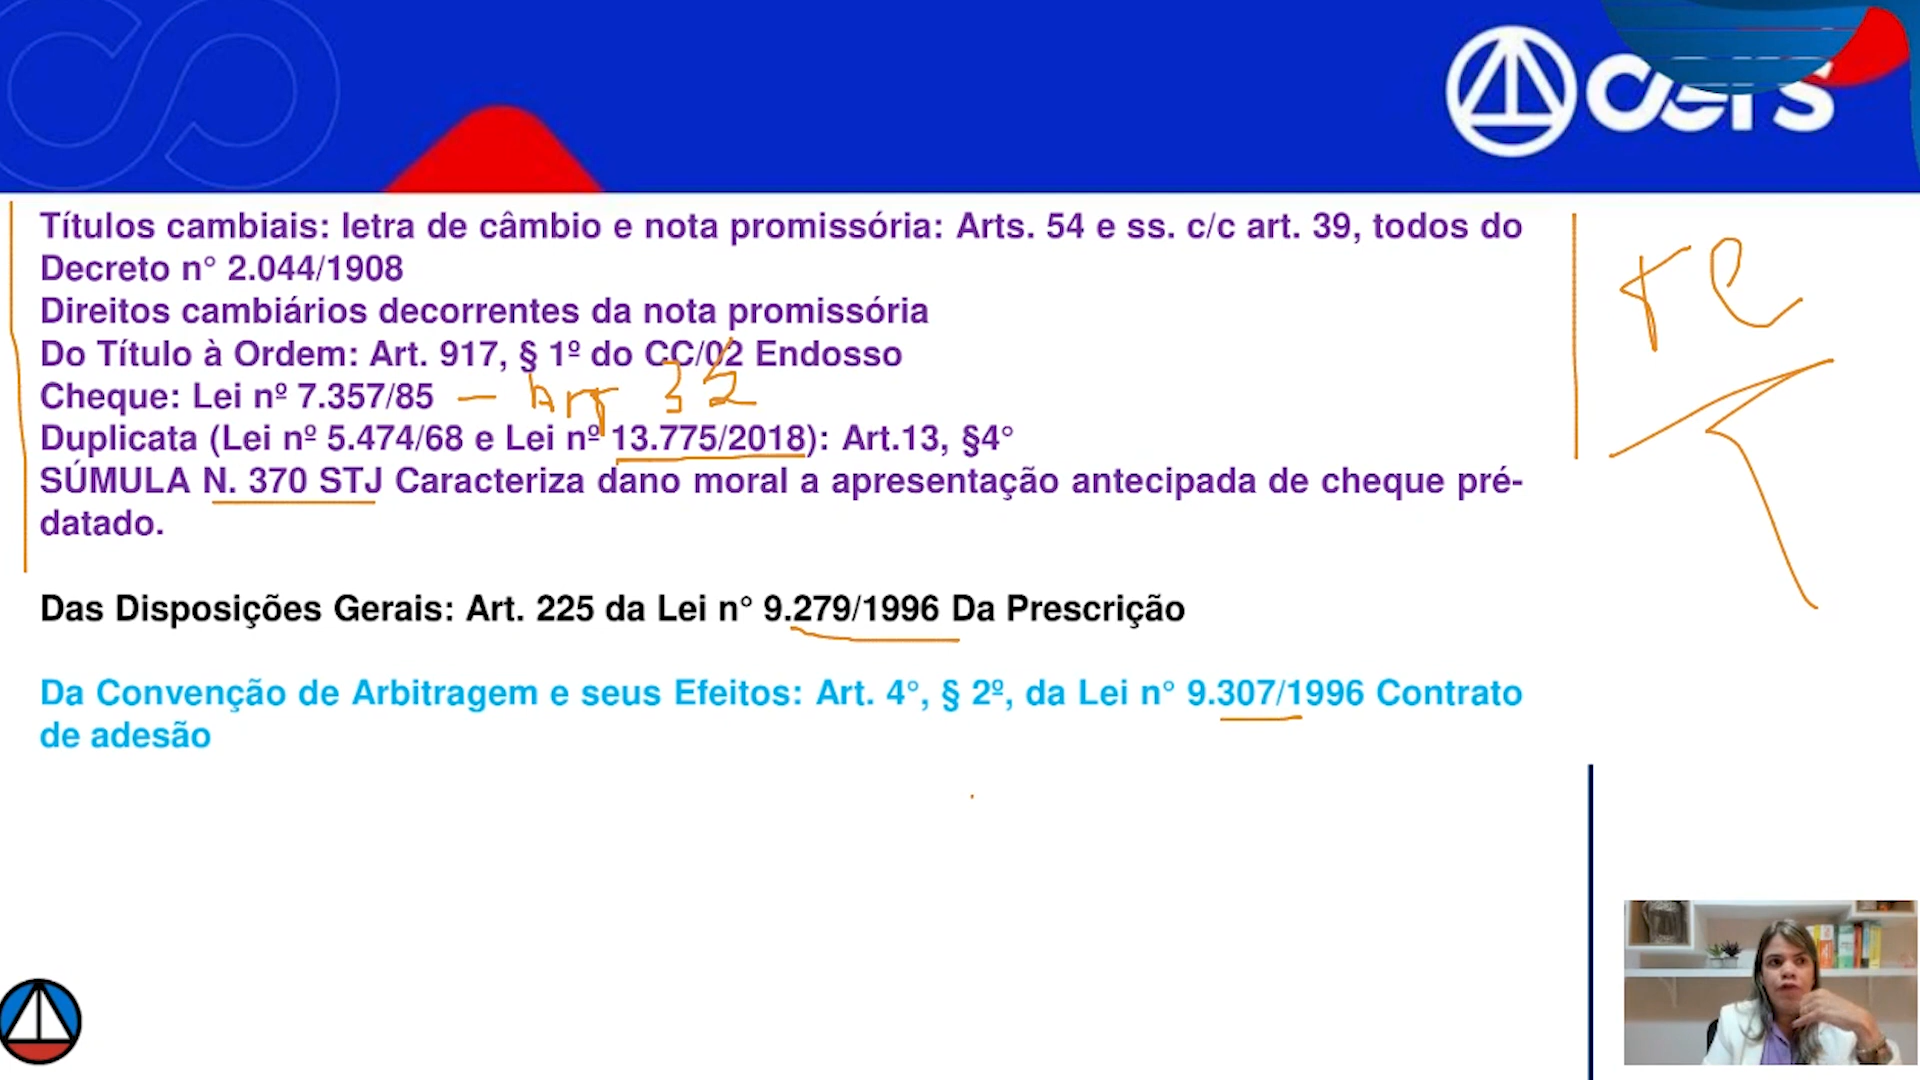 cers
Títulos cambiais: letra de câmbio e nota promissória: Arts. 54 e ss. c/c art. 39, todos do
Decreto n° 2.044/1908
Direitos cambiários decorrentes da nota promissória
Do Título à Ordem: Art. 917, § 1º do CC/02 Endosso
Cheque: Lei nº 7.357/85 — Art 32
Duplicata (Lei nº 5.474/68 e Lei nº 13.775/2018): Art.13, §4°
SÚMULA N. 370 STJ Caracteriza dano moral a apresentação antecipada de cheque pré-
datado.
Das Disposições Gerais: Art. 225 da Lei n° 9.279/1996 Da Prescrição
Da Convenção de Arbitragem e seus Efeitos: Art. 4°, § 2º, da Lei n° 9.307/1996 Contrato
de adesão